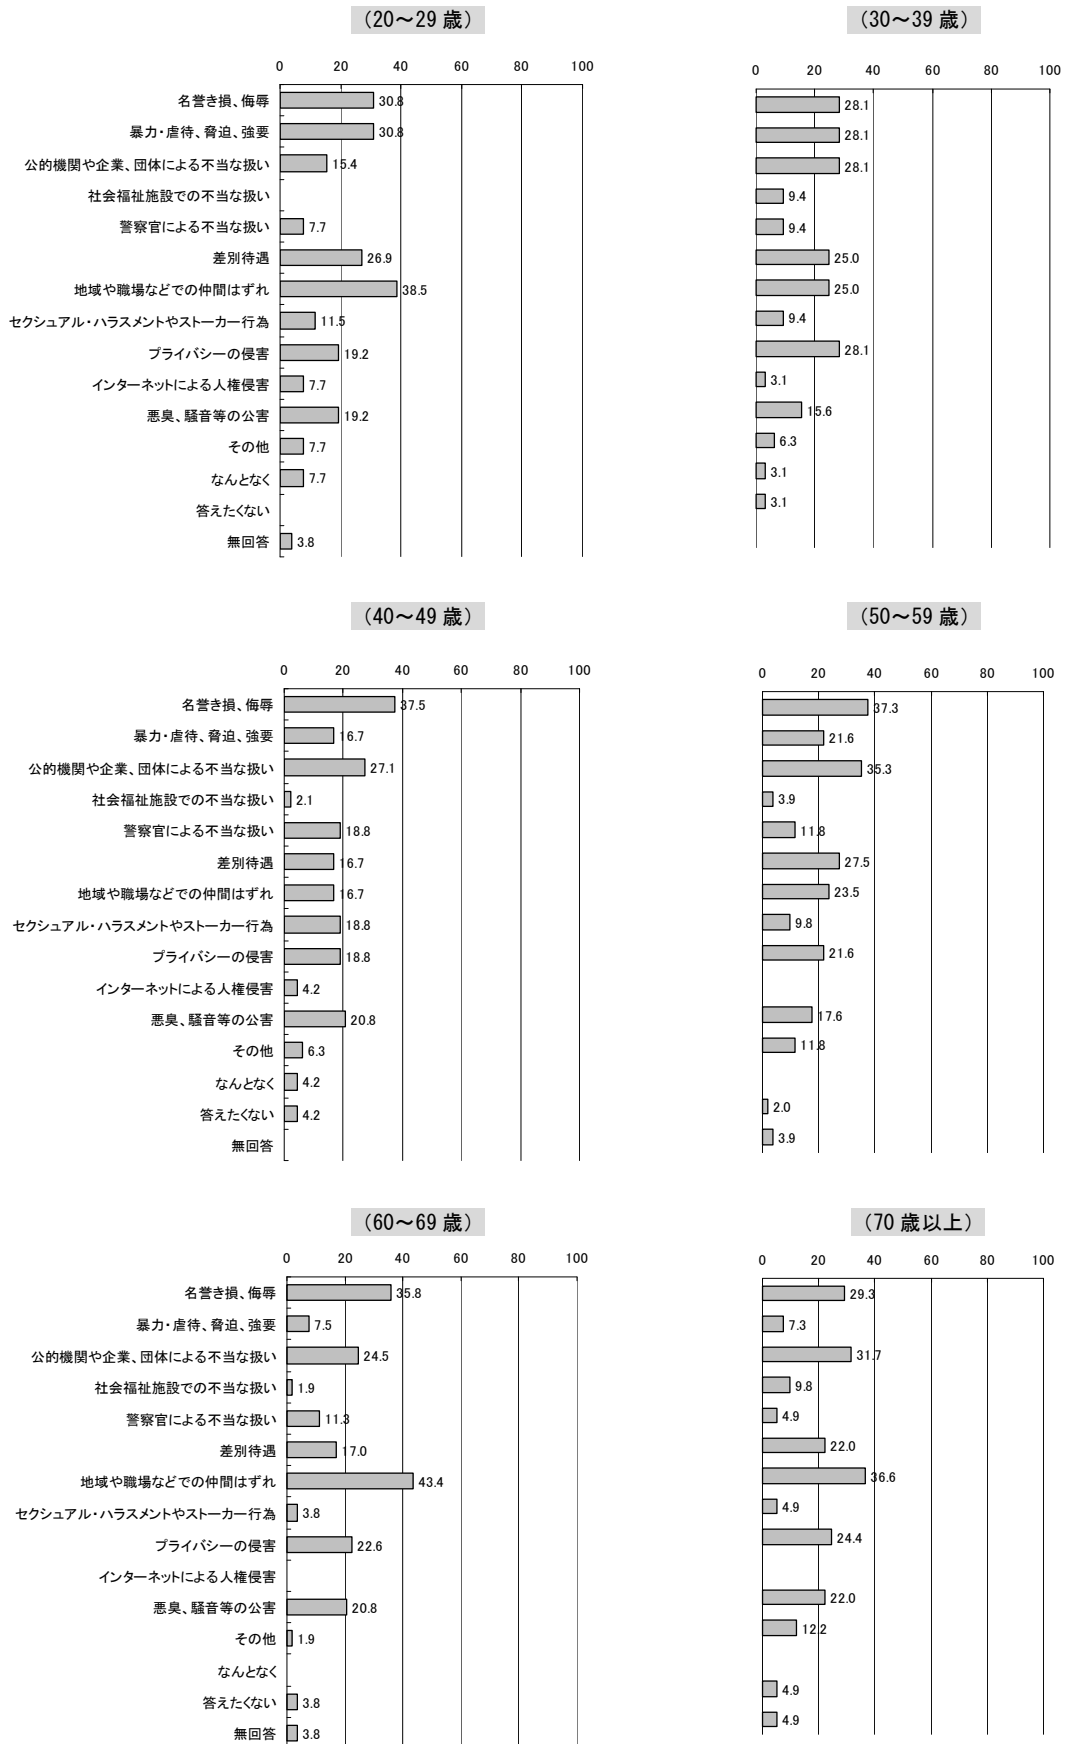 （20～29 歳）
0 20 40 60 80 100
名誉き損、侮辱 30.8
暴力・虐待、脅迫、強要 30.8
公的機関や企業、団体による不当な扱い 15.4
社会福祉施設での不当な扱い
警察官による不当な扱い 7.7
差別待遇 26.9
地域や職場などでの仲間はずれ 38.5
セクシュアル・ハラスメントやストーカー行為 11.5
プライバシーの侵害 19.2
インターネットによる人権侵害 7.7
悪臭、騒音等の公害 19.2
その他 7.7
なんとなく 7.7
答えたくない
無回答 3.8
（30～39 歳）
0 20 40 60 80 100
28.1
28.1
28.1
9.4
9.4
25.0
25.0
9.4
28.1
3.1
15.6
6.3
3.1
3.1
（40～49 歳）
0 20 40 60 80 100
名誉き損、侮辱 37.5
暴力・虐待、脅迫、強要 16.7
公的機関や企業、団体による不当な扱い 27.1
社会福祉施設での不当な扱い 2.1
警察官による不当な扱い 18.8
差別待遇 16.7
地域や職場などでの仲間はずれ 16.7
セクシュアル・ハラスメントやストーカー行為 18.8
プライバシーの侵害 18.8
インターネットによる人権侵害 4.2
悪臭、騒音等の公害 20.8
その他 6.3
なんとなく 4.2
答えたくない 4.2
無回答
（50～59 歳）
0 20 40 60 80 100
37.3
21.6
35.3
3.9
11.8
27.5
23.5
9.8
21.6
17.6
11.8
2.0
3.9
（60～69 歳）
0 20 40 60 80 100
名誉き損、侮辱 35.8
暴力・虐待、脅迫、強要 7.5
公的機関や企業、団体による不当な扱い 24.5
社会福祉施設での不当な扱い 1.9
警察官による不当な扱い 11.3
差別待遇 17.0
地域や職場などでの仲間はずれ 43.4
セクシュアル・ハラスメントやストーカー行為 3.8
プライバシーの侵害 22.6
インターネットによる人権侵害
悪臭、騒音等の公害 20.8
その他 1.9
なんとなく
答えたくない 3.8
無回答 3.8
（70 歳以上）
0 20 40 60 80 100
29.3
7.3
31.7
9.8
4.9
22.0
36.6
4.9
24.4
22.0
12.2
4.9
4.9